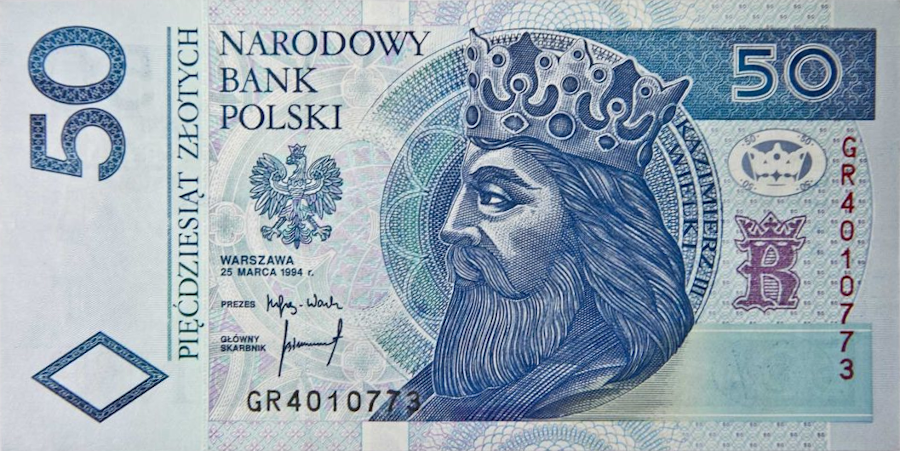 50
PIĘĆDZIESIĄT ZŁOTYCH
NARODOWY
BANK
POLSKI
WARSZAWA
25 MARCA 1994 r.
PREZES
GŁÓWNY
SKARBNIK
GR4010773
KAZIMIERZ III
WIELKI
50
GR4010773